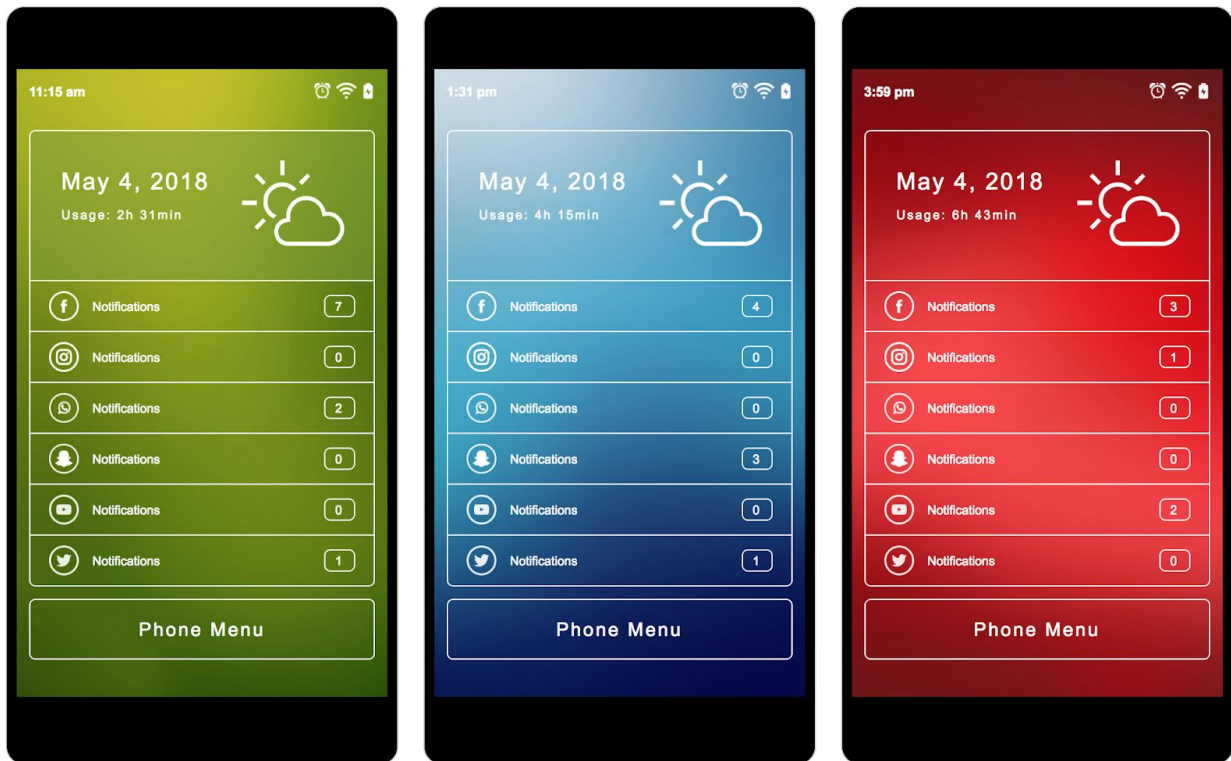 11:15 am
May 4, 2018
Usage: 2h 31min
Notifications 7
Notifications 0
Notifications 2
Notifications 0
Notifications 0
Notifications 1
Phone Menu
1:31 pm
May 4, 2018
Usage: 4h 15min
Notifications 4
Notifications 0
Notifications 0
Notifications 3
Notifications 0
Notifications 1
Phone Menu
3:59 pm
May 4, 2018
Usage: 6h 43min
Notifications 3
Notifications 1
Notifications 0
Notifications 0
Notifications 2
Notifications 0
Phone Menu